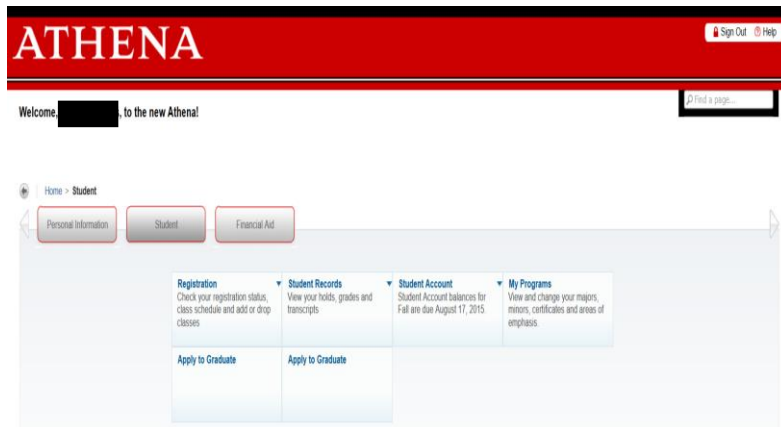 ATHENA
Sign Out Help
Find a page...
Welcome, , to the new Athena!
Home > Student
Personal Information
Student
Financial Aid
Registration
Check your registration status,
class schedule and add or drop
classes
Student Records
View your holds, grades and
transcripts
Student Account
Student Account balances for
Fall are due August 17, 2015.
My Programs
View and change your majors,
minors, certificates and areas of
emphasis.
Apply to Graduate
Apply to Graduate